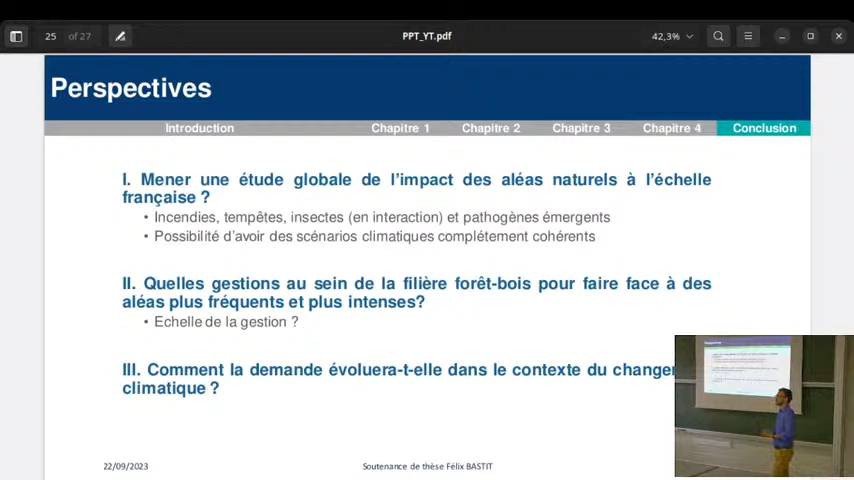 25 of 27
PPT_YT.pdf
42,3%
Perspectives
Introduction Chapitre 1 Chapitre 2 Chapitre 3 Chapitre 4 Conclusion
I. Mener une étude globale de l'impact des aléas naturels à l'échelle
française ?
• Incendies, tempêtes, insectes (en interaction) et pathogènes émergents
• Possibilité d'avoir des scénarios climatiques complétement cohérents
II. Quelles gestions au sein de la filière forêt-bois pour faire face à des
aléas plus fréquents et plus intenses?
• Echelle de la gestion ?
III. Comment la demande évoluera-t-elle dans le contexte du changer
climatique ?
22/09/2023
Soutenance de thèse Félix BASTIT